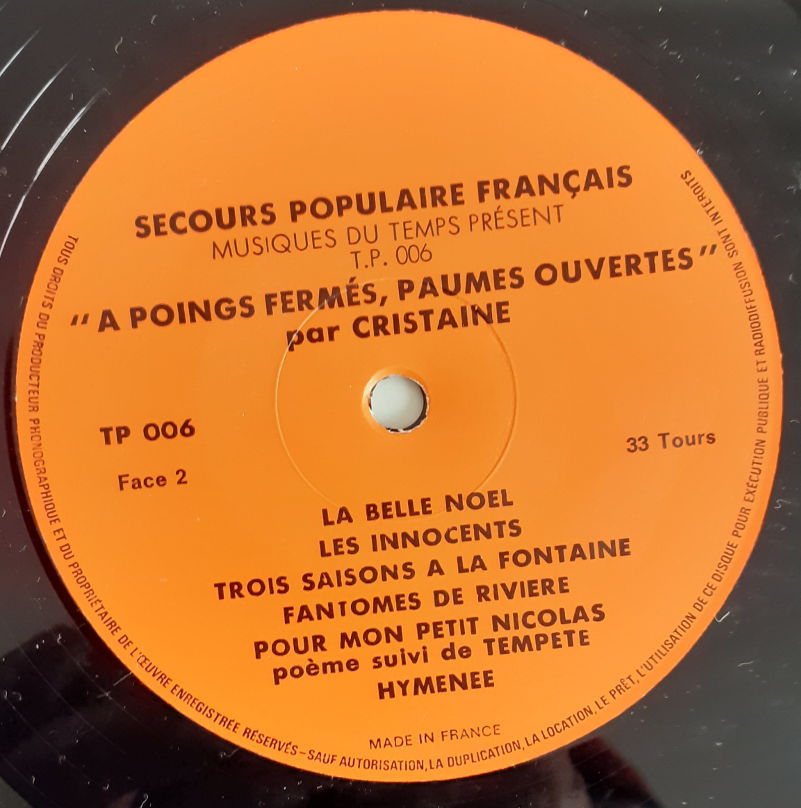 SECOURS POPULAIRE FRANÇAIS
MUSIQUES DU TEMPS PRÉSENT
T.P. 006
"A POINGS FERMÉS, PAUMES OUVERTES"
par CRISTAINE
TP 006
Face 2
33 Tours
LA BELLE NOEL
LES INNOCENTS
TROIS SAISONS A LA FONTAINE
FANTOMES DE RIVIERE
POUR MON PETIT NICOLAS
poème suivi de TEMPETE
HYMENEE
MADE IN FRANCE
TOUS DROITS DU PRODUCTEUR PHONOGRAPHIQUE ET DU PROPRIÉTAIRE DE L'ŒUVRE ENREGISTRÉE RÉSERVÉS - SAUF AUTORISATION, LA DUPLICATION, LA LOCATION, LE PRÊT, L'UTILISATION DE CE DISQUE POUR EXÉCUTION PUBLIQUE ET RADIODIFFUSION SONT INTERDITS